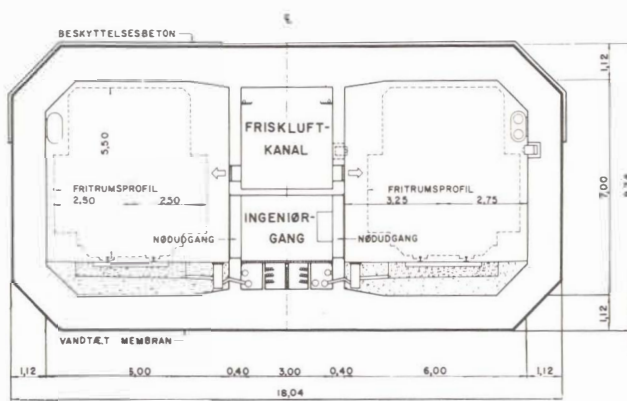 ℄
BESKYTTELSESBETON
1,12
FRISKLUFT-
KANAL
5,50
7,00
FRITRUMSPROFIL
2,50 2,50
FRITRUMSPROFIL
3,25 2,75
INGENIØR-
GANG
NØDUDGANG
NØDUDGANG
1,12
VANDTÆT MEMBRAN
1,12 6,00 0,40 3,00 0,40 6,00 1,12
18,04